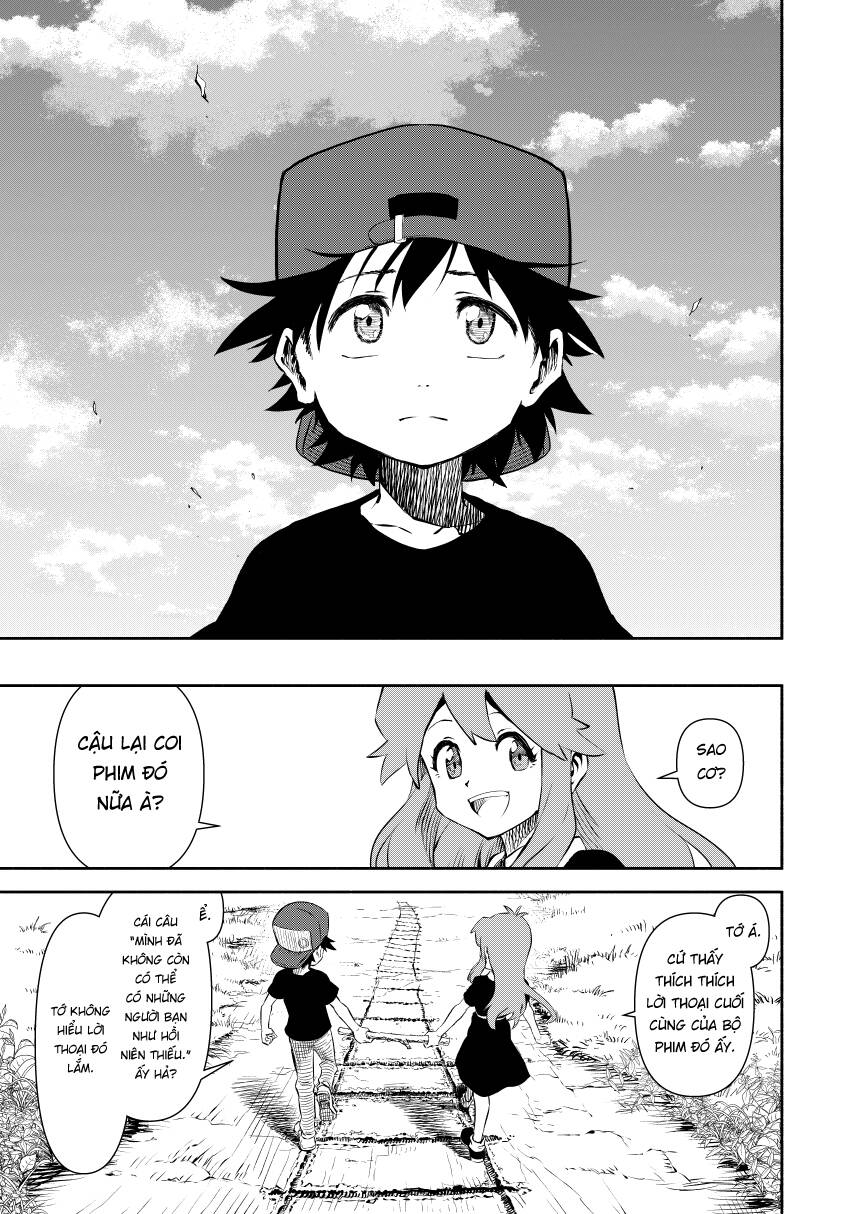 SAO
CƠ?
CẬU LẠI COI
PHIM ĐÓ
NỮA À?
TỚ Á.
CỨ THẤY
THÍCH THÍCH
LỜI THOẠI CUỐI
CÙNG CỦA BỘ
PHIM ĐÓ ẤY.
Ể.
CÁI CÂU
"MÌNH ĐÃ
KHÔNG CÒN
CÓ THỂ
CÓ NHỮNG
NGƯỜI BẠN
NHƯ HỒI
NIÊN THIẾU."
ẤY HẢ?
TỚ KHÔNG
HIỂU LỜI
THOẠI ĐÓ
LẮM.